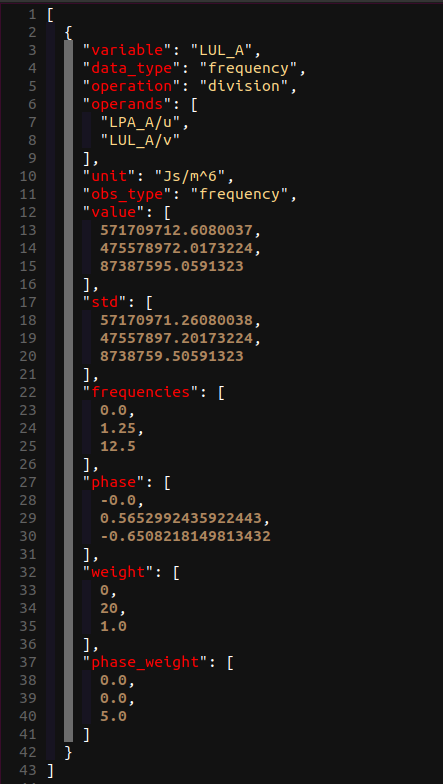 1 [
2   {
3     "variable": "LUL_A",
4     "data_type": "frequency",
5     "operation": "division",
6     "operands": [
7       "LPA_A/u",
8       "LUL_A/v"
9     ],
10     "unit": "Js/m^6",
11     "obs_type": "frequency",
12     "value": [
13       571709712.6080037,
14       475578972.0173224,
15       87387595.0591323
16     ],
17     "std": [
18       57170971.26080038,
19       47557897.20173224,
20       8738759.50591323
21     ],
22     "frequencies": [
23       0.0,
24       1.25,
25       12.5
26     ],
27     "phase": [
28       -0.0,
29       0.5652992435922443,
30       -0.6508218149813432
31     ],
32     "weight": [
33       0,
34       20,
35       1.0
36     ],
37     "phase_weight": [
38       0.0,
39       0.0,
40       5.0
41     ]
42   }
43 ]